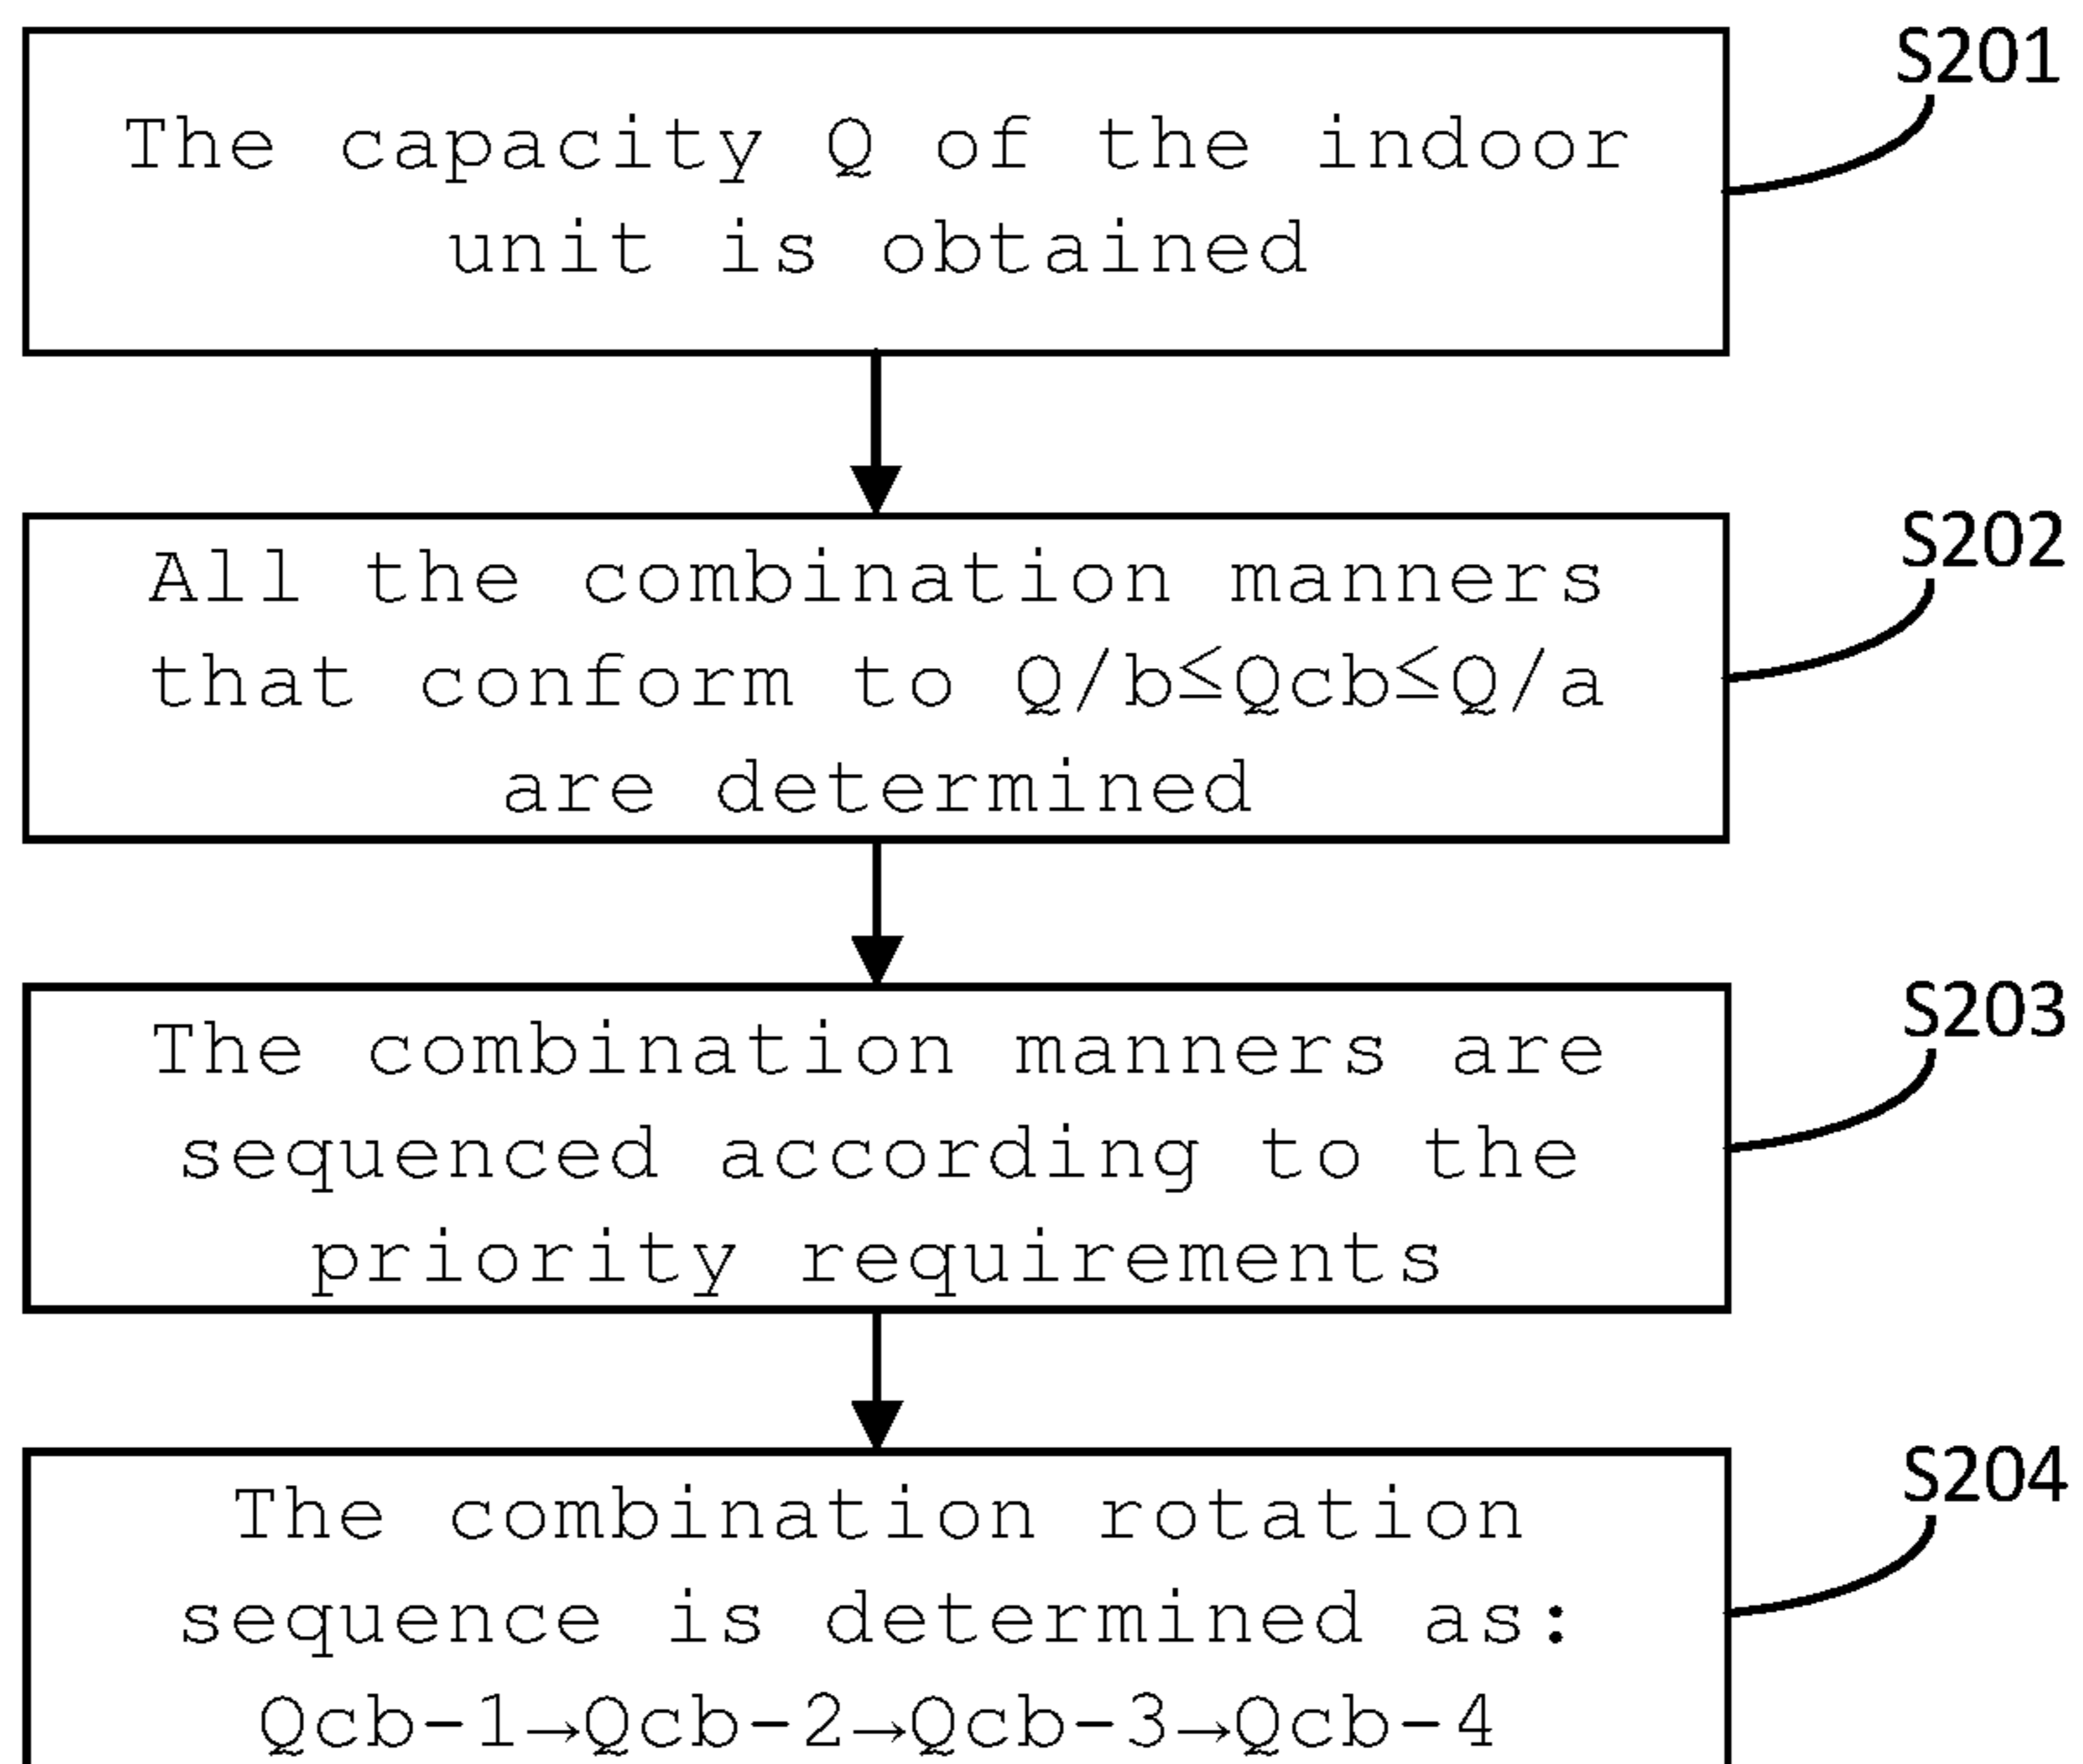 S201
The capacity Q of the indoor
unit is obtained
S202
All the combination manners
that conform to Q/b≤Qcb≤Q/a
are determined
S203
The combination manners are
sequenced according to the
priority requirements
S204
The combination rotation
sequence is determined as:
Qcb-1→Qcb-2→Qcb-3→Qcb-4